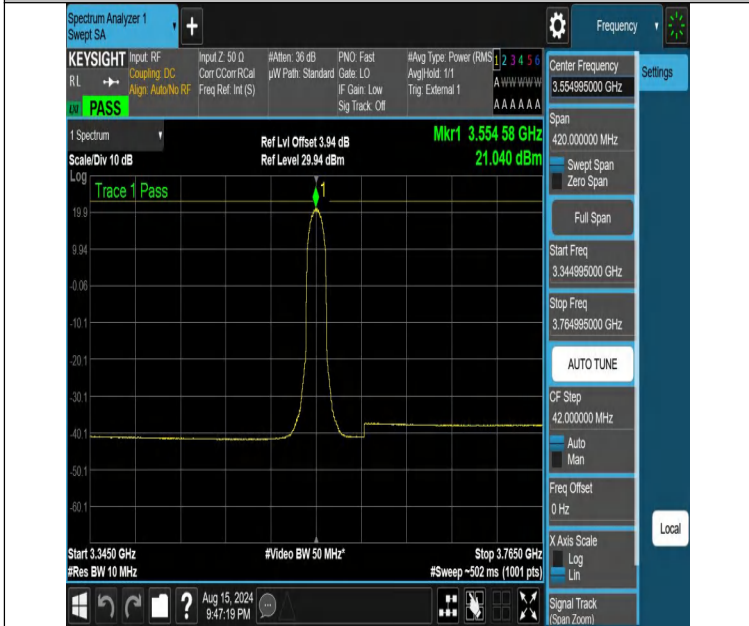 Spectrum Analyzer 1
Swept SA
Frequency
KEYSIGHT
RL
PASS
Input: RF
Coupling: DC
Align: Auto/No RF
Input Z: 50 Ω
Corr CCorr RCal
Freq Ref: Int (S)
#Atten: 36 dB
µW Path: Standard
PNO: Fast
Gate: LO
IF Gain: Low
Sig Track: Off
#Avg Type: Power (RMS
Avg|Hold: 1/1
Trig: External 1
1 2 3 4 5 6
A W W W W W
A A A A A A
1 Spectrum
Scale/Div 10 dB
Ref Lvl Offset 3.94 dB
Ref Level 29.94 dBm
Mkr1 3.554 58 GHz
21.040 dBm
Log
Trace 1 Pass
1
19.9
9.94
-0.06
-10.1
-20.1
-30.1
-40.1
-50.1
-60.1
Start 3.3450 GHz
#Res BW 10 MHz
#Video BW 50 MHz*
Stop 3.7650 GHz
#Sweep ~502 ms (1001 pts)
Aug 15, 2024
9:47:19 PM
Center Frequency
3.554995000 GHz
Settings
Span
420.000000 MHz
Swept Span
Zero Span
Full Span
Start Freq
3.344995000 GHz
Stop Freq
3.764995000 GHz
AUTO TUNE
CF Step
42.000000 MHz
Auto
Man
Freq Offset
0 Hz
Local
X Axis Scale
Log
Lin
Signal Track
(Span Zoom)